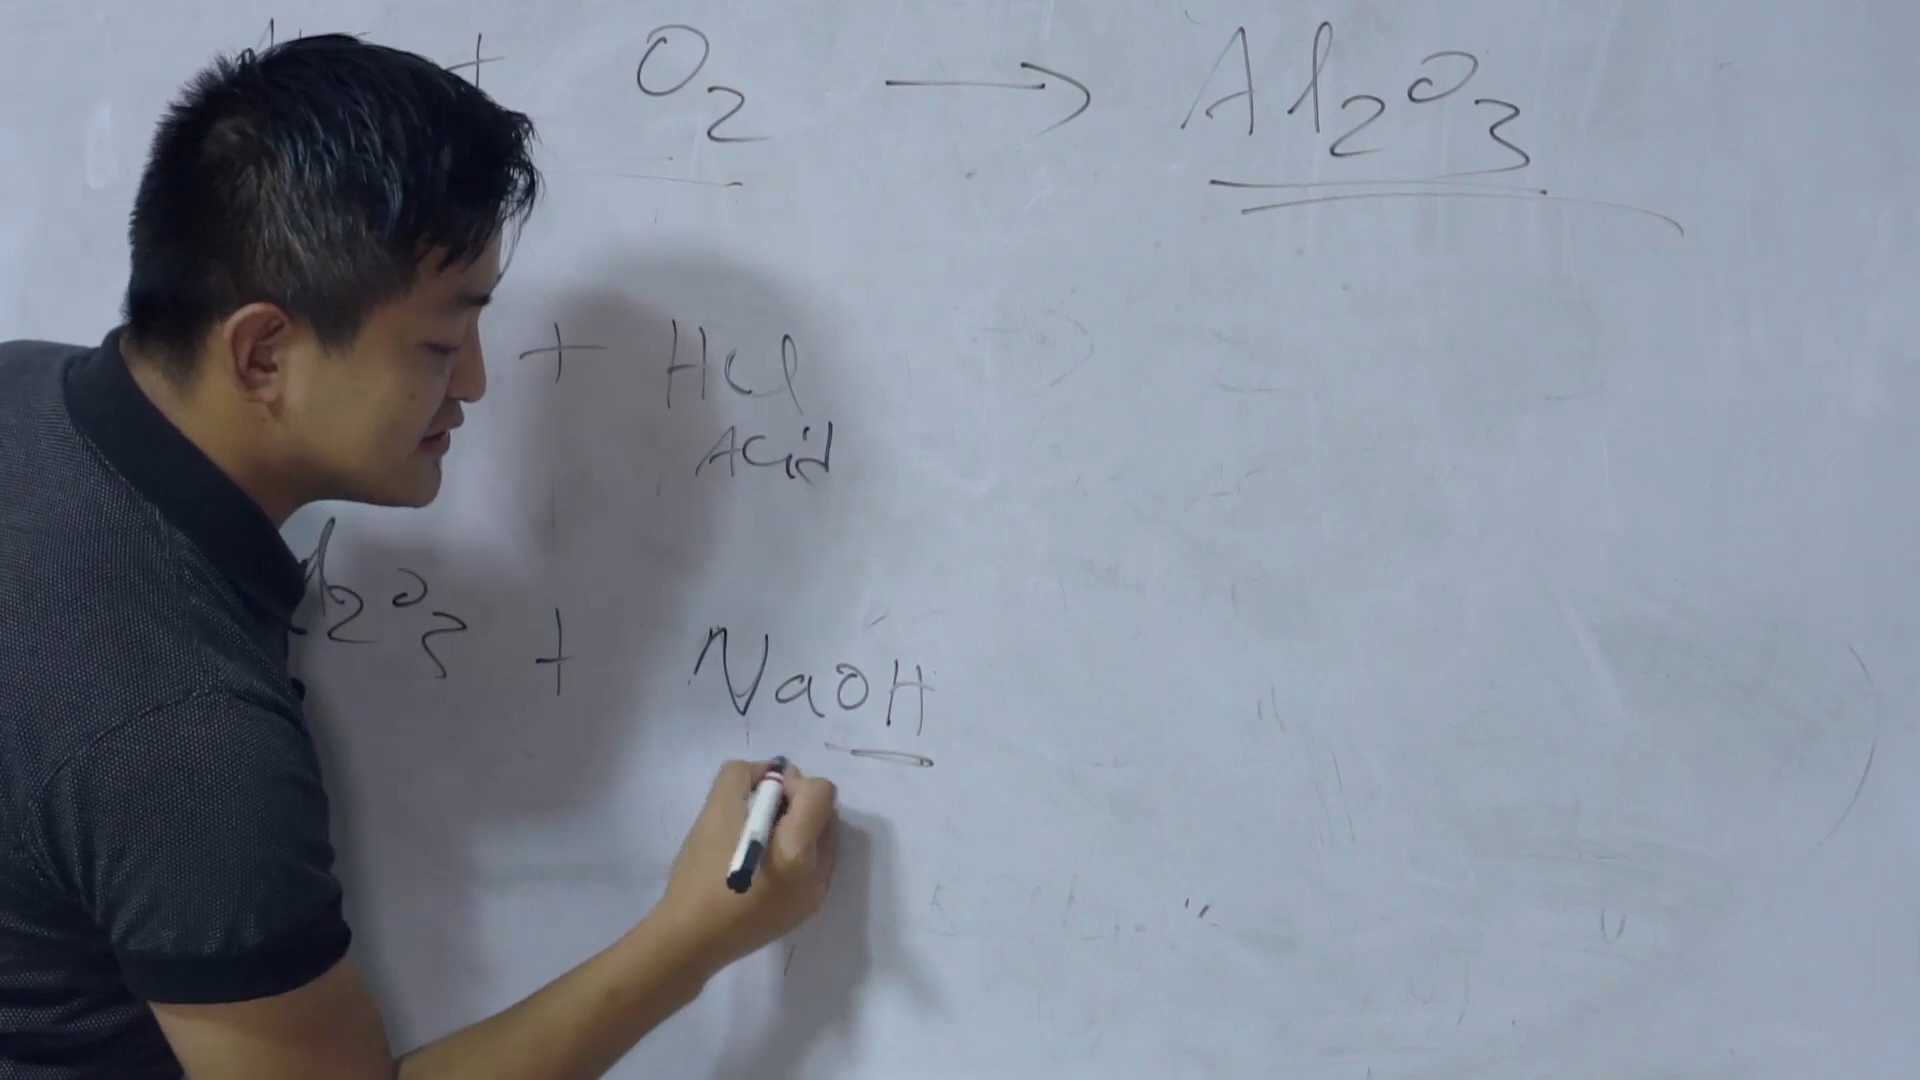 + O2 → Al2O3
+ HCl
Acid
l2O3 + NaOH